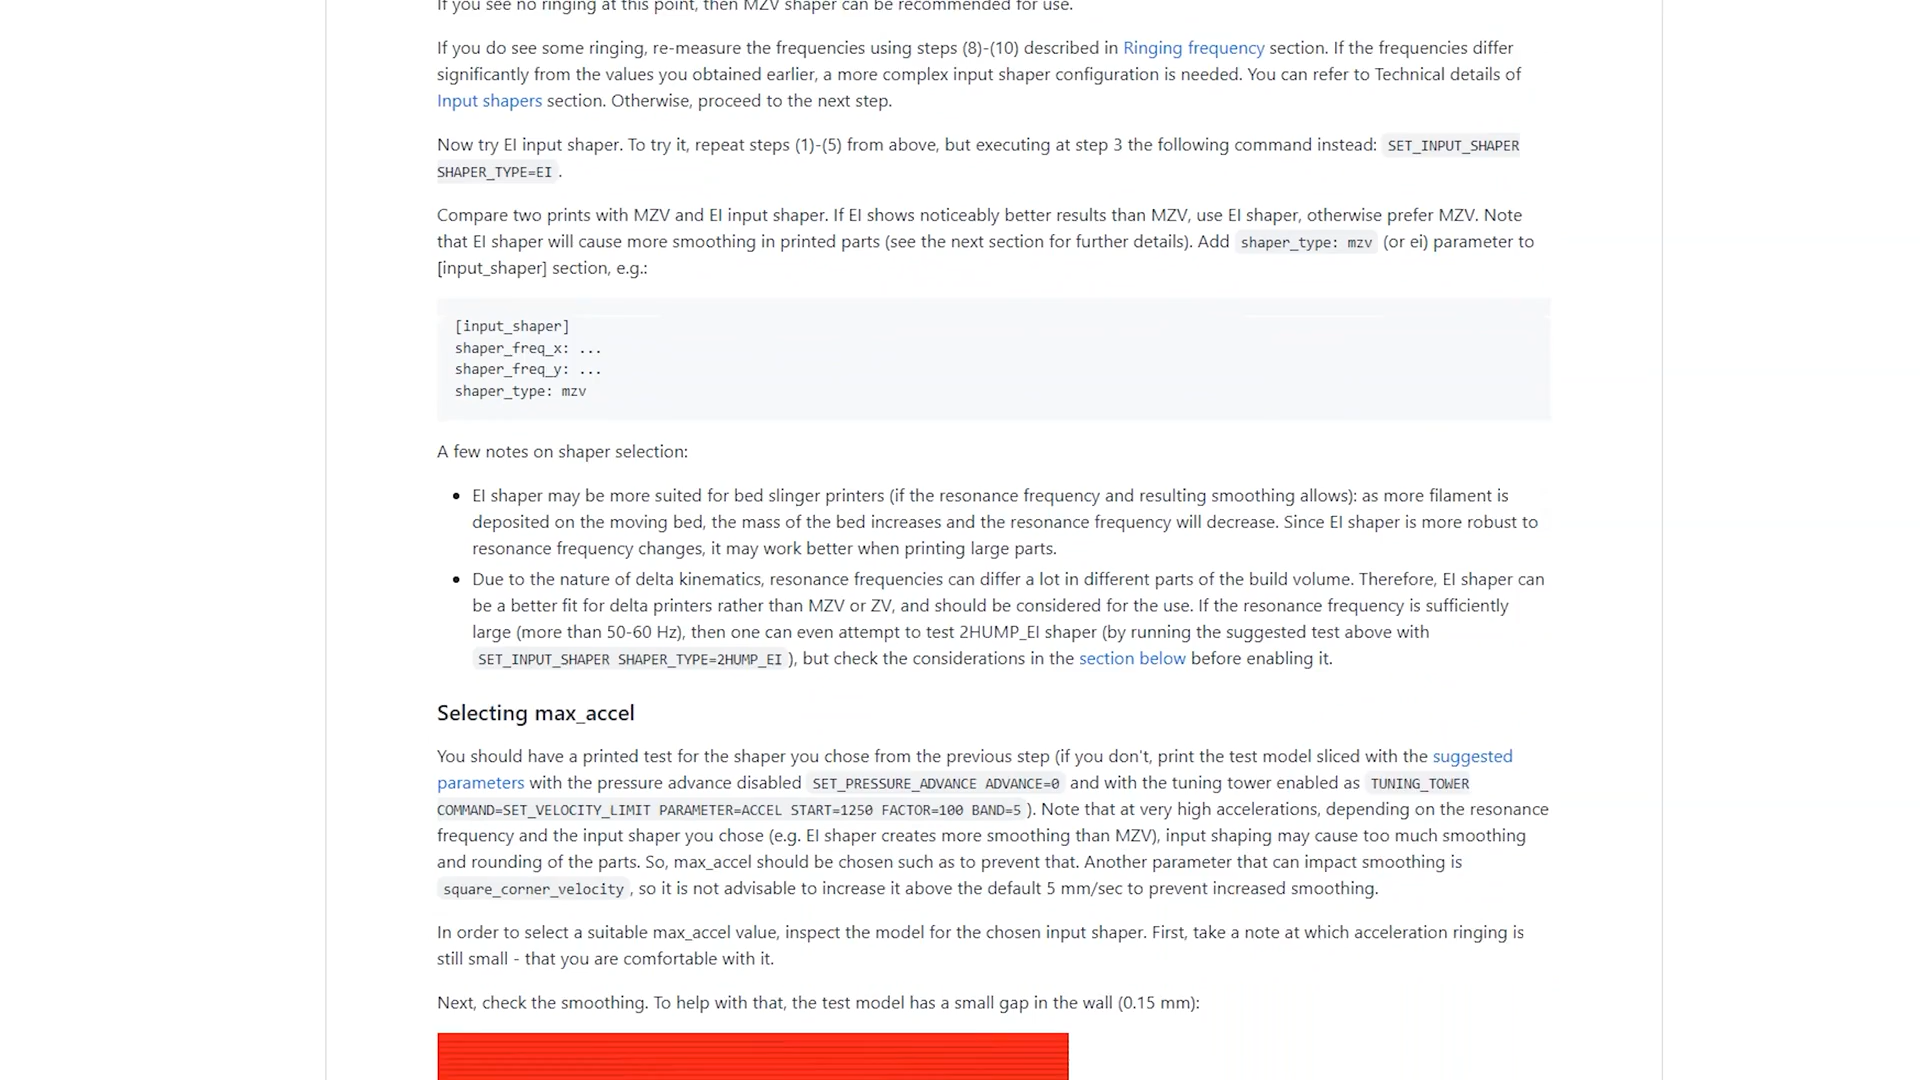 If you see no ringing at this point, then MZV shaper can be recommended for use.
If you do see some ringing, re-measure the frequencies using steps (8)-(10) described in Ringing frequency section. If the frequencies differ
significantly from the values you obtained earlier, a more complex input shaper configuration is needed. You can refer to Technical details of
Input shapers section. Otherwise, proceed to the next step.
Now try EI input shaper. To try it, repeat steps (1)-(5) from above, but executing at step 3 the following command instead: SET_INPUT_SHAPER
SHAPER_TYPE=EI .
Compare two prints with MZV and EI input shaper. If EI shows noticeably better results than MZV, use EI shaper, otherwise prefer MZV. Note
that EI shaper will cause more smoothing in printed parts (see the next section for further details). Add shaper_type: mzv (or ei) parameter to
[input_shaper] section, e.g.:
[input_shaper]
shaper_freq_x: ...
shaper_freq_y: ...
shaper_type: mzv
A few notes on shaper selection:
• EI shaper may be more suited for bed slinger printers (if the resonance frequency and resulting smoothing allows): as more filament is
deposited on the moving bed, the mass of the bed increases and the resonance frequency will decrease. Since EI shaper is more robust to
resonance frequency changes, it may work better when printing large parts.
• Due to the nature of delta kinematics, resonance frequencies can differ a lot in different parts of the build volume. Therefore, EI shaper can
be a better fit for delta printers rather than MZV or ZV, and should be considered for the use. If the resonance frequency is sufficiently
large (more than 50-60 Hz), then one can even attempt to test 2HUMP_EI shaper (by running the suggested test above with
SET_INPUT_SHAPER SHAPER_TYPE=2HUMP_EI ), but check the considerations in the section below before enabling it.
Selecting max_accel
You should have a printed test for the shaper you chose from the previous step (if you don't, print the test model sliced with the suggested
parameters with the pressure advance disabled SET_PRESSURE_ADVANCE ADVANCE=0 and with the tuning tower enabled as TUNING_TOWER
COMMAND=SET_VELOCITY_LIMIT PARAMETER=ACCEL START=1250 FACTOR=100 BAND=5 ). Note that at very high accelerations, depending on the resonance
frequency and the input shaper you chose (e.g. EI shaper creates more smoothing than MZV), input shaping may cause too much smoothing
and rounding of the parts. So, max_accel should be chosen such as to prevent that. Another parameter that can impact smoothing is
square_corner_velocity , so it is not advisable to increase it above the default 5 mm/sec to prevent increased smoothing.
In order to select a suitable max_accel value, inspect the model for the chosen input shaper. First, take a note at which acceleration ringing is
still small - that you are comfortable with it.
Next, check the smoothing. To help with that, the test model has a small gap in the wall (0.15 mm):